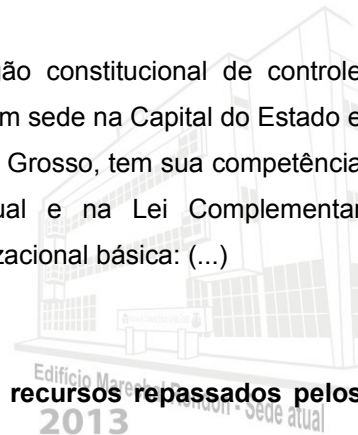 gão constitucional de controle
m sede na Capital do Estado e
Grosso, tem sua competência
ual e na Lei Complementar
zacional básica: (...)
recursos repassados pelos
Edifício Marechal Rondon - Sede atual
2013